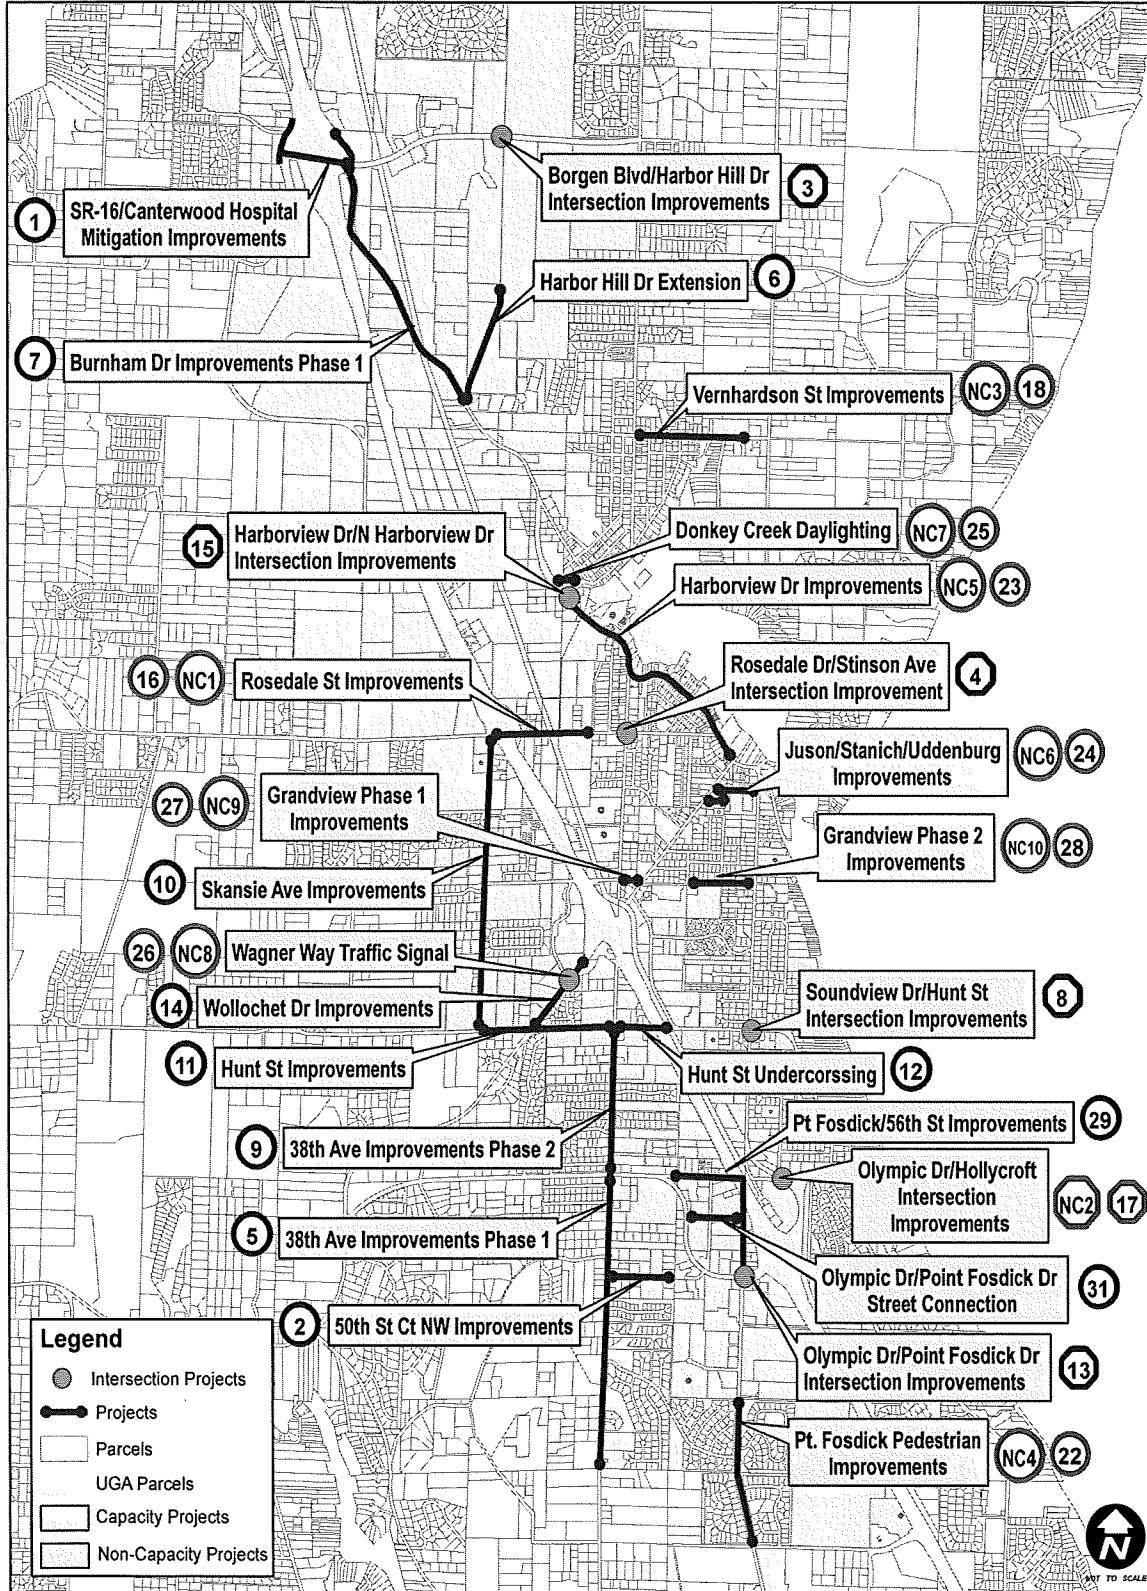 Borgen Blvd/Harbor Hill Dr
Intersection Improvements
3
1
SR-16/Canterwood Hospital
Mitigation Improvements
Harbor Hill Dr Extension
6
7
Burnham Dr Improvements Phase 1
Vernhardson St Improvements
NC3
18
15
Harborview Dr/N Harborview Dr
Intersection Improvements
Donkey Creek Daylighting
NC7
25
Harborview Dr Improvements
NC5
23
16
NC1
Rosedale St Improvements
Rosedale Dr/Stinson Ave
Intersection Improvement
4
Juson/Stanich/Uddenburg
Improvements
NC6
24
27
NC9
Grandview Phase 1
Improvements
Grandview Phase 2
Improvements
NC10
28
10
Skansie Ave Improvements
26
NC8
Wagner Way Traffic Signal
14
Wollochet Dr Improvements
Soundview Dr/Hunt St
Intersection Improvements
8
11
Hunt St Improvements
Hunt St Undercorssing
12
Pt Fosdick/56th St Improvements
29
9
38th Ave Improvements Phase 2
Olympic Dr/Hollycroft
Intersection
Improvements
NC2
17
5
38th Ave Improvements Phase 1
Olympic Dr/Point Fosdick Dr
Street Connection
31
2
50th St Ct NW Improvements
Olympic Dr/Point Fosdick Dr
Intersection Improvements
13
Pt. Fosdick Pedestrian
Improvements
NC4
22
Legend
Intersection Projects
Projects
Parcels
UGA Parcels
Capacity Projects
Non-Capacity Projects
N
NOT TO SCALE